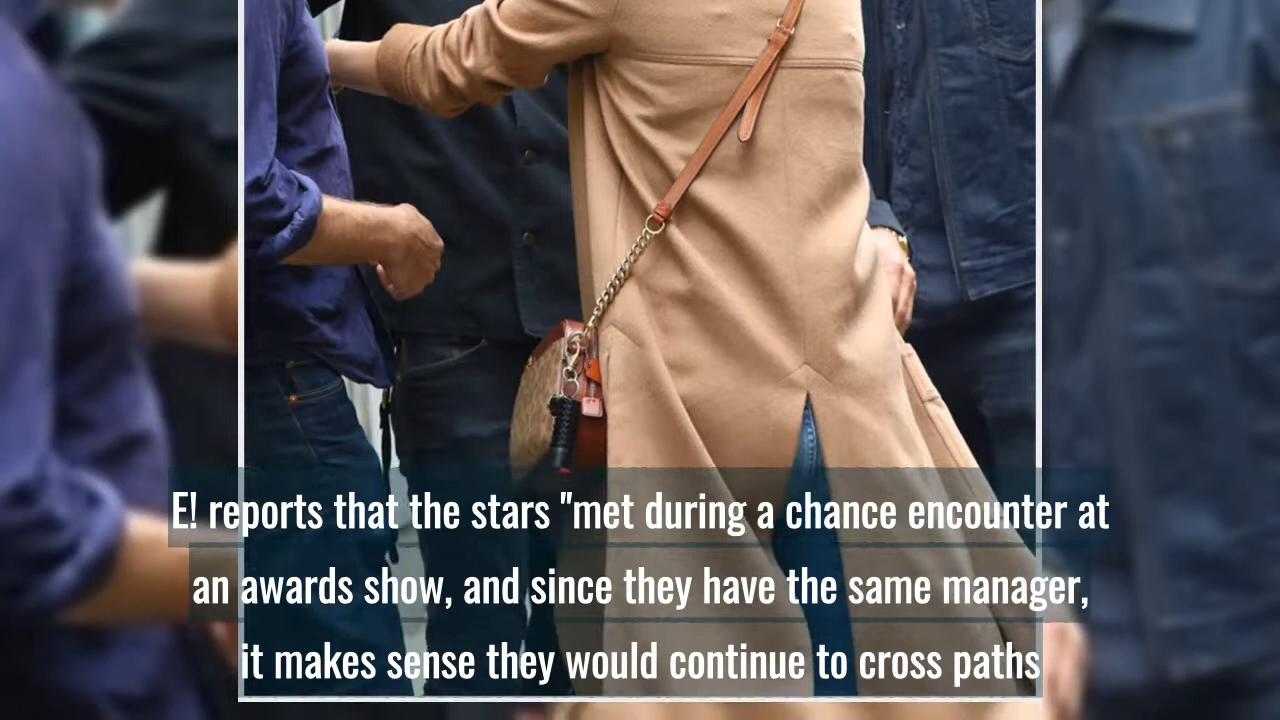 E! reports that the stars "met during a chance encounter at
an awards show, and since they have the same manager,
it makes sense they would continue to cross paths